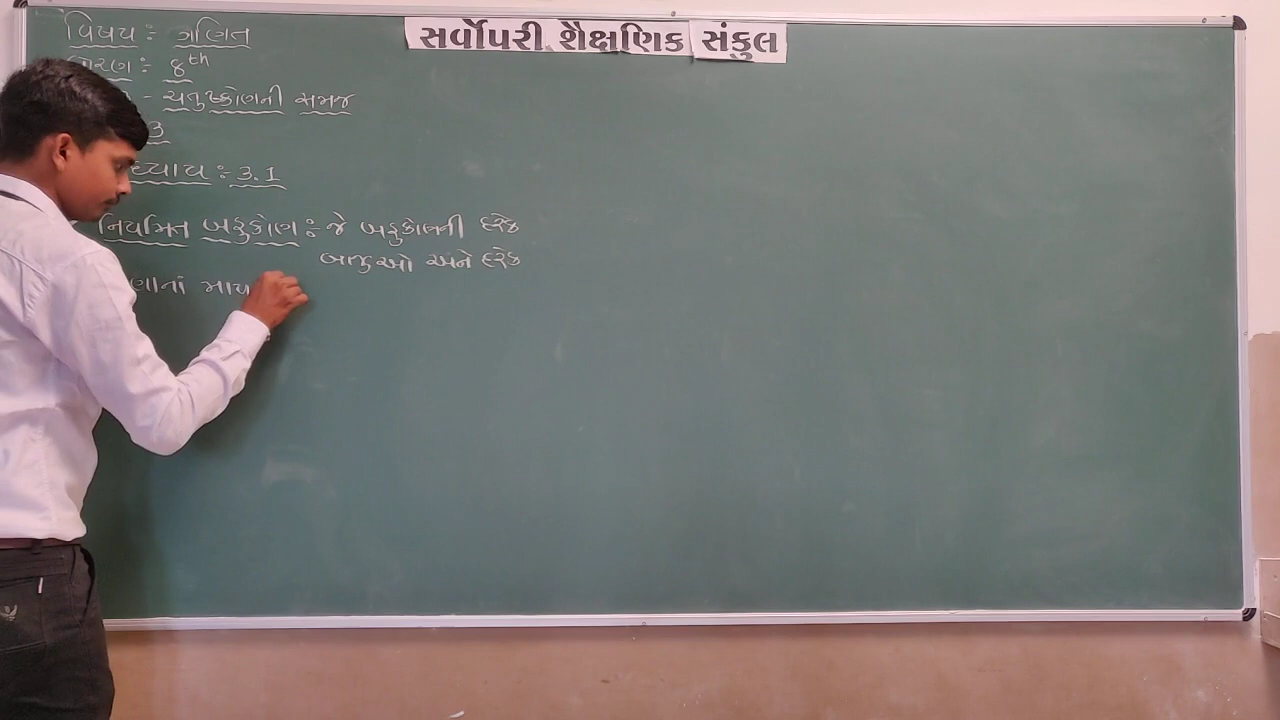 સર્વોપરી શૈક્ષણિક સંકુલ
વિષય :- ગણિત
8th
- ચતુષ્કોણની સમજ
3
:- 3.1
નિયમિત બહુકોણ :- જે બહુકોણની દરેક
બાજુઓ અને દરેક
માપ